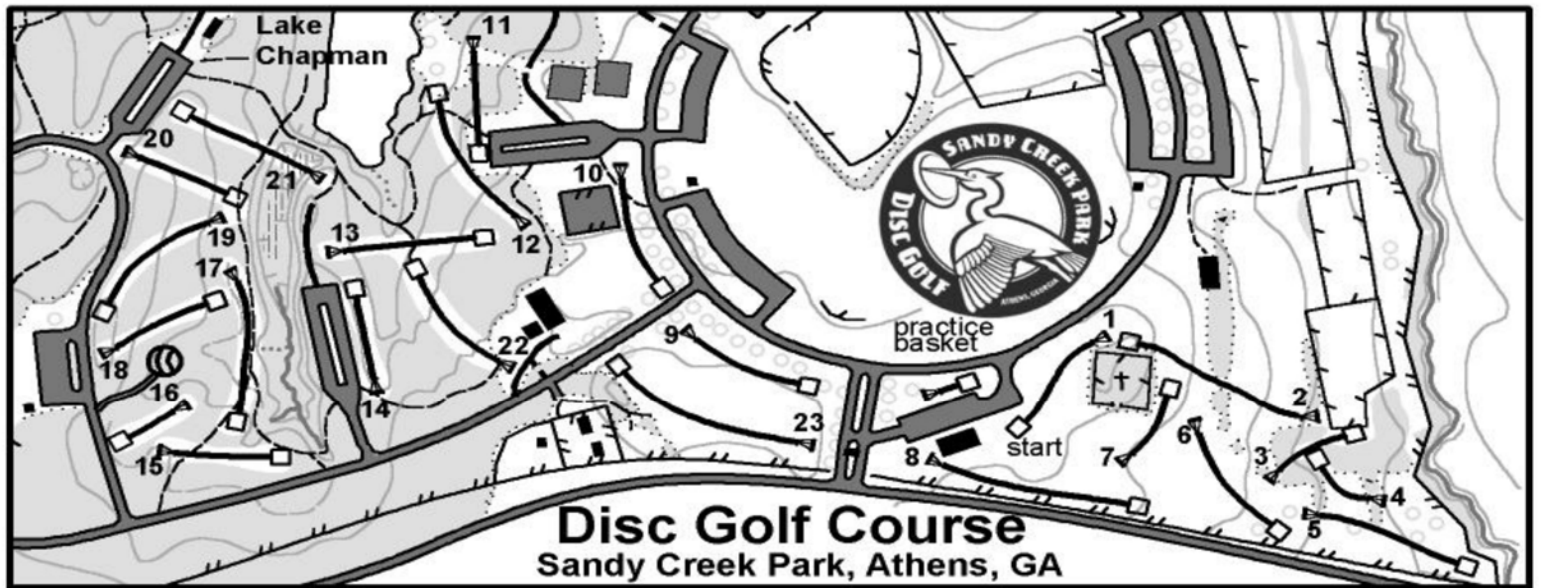 Lake
Chapman
11
20
21
10
19
13
12
17
SANDY CREEK PARK
DISC GOLF
ATHENS, GEORGIA
practice
basket
1
9
22
18
16
14
2
23
start
6
3
15
8
7
4
5
Disc Golf Course
Sandy Creek Park, Athens, GA